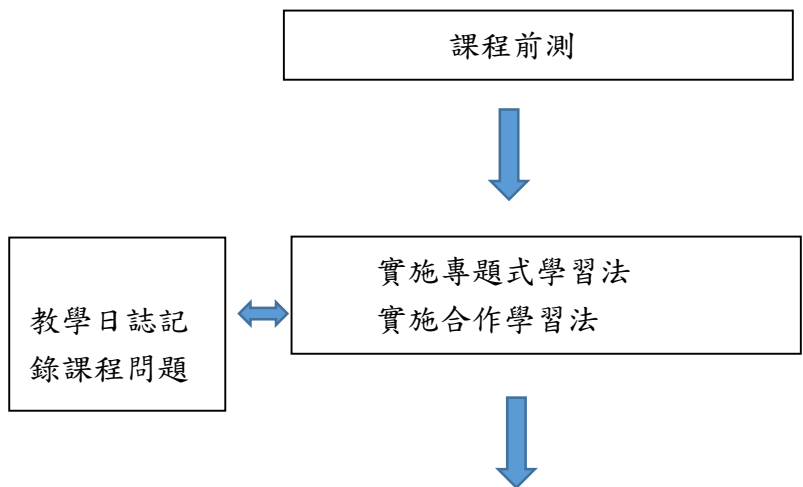 課程前測
實施專題式學習法
實施合作學習法
教學日誌記
錄課程問題